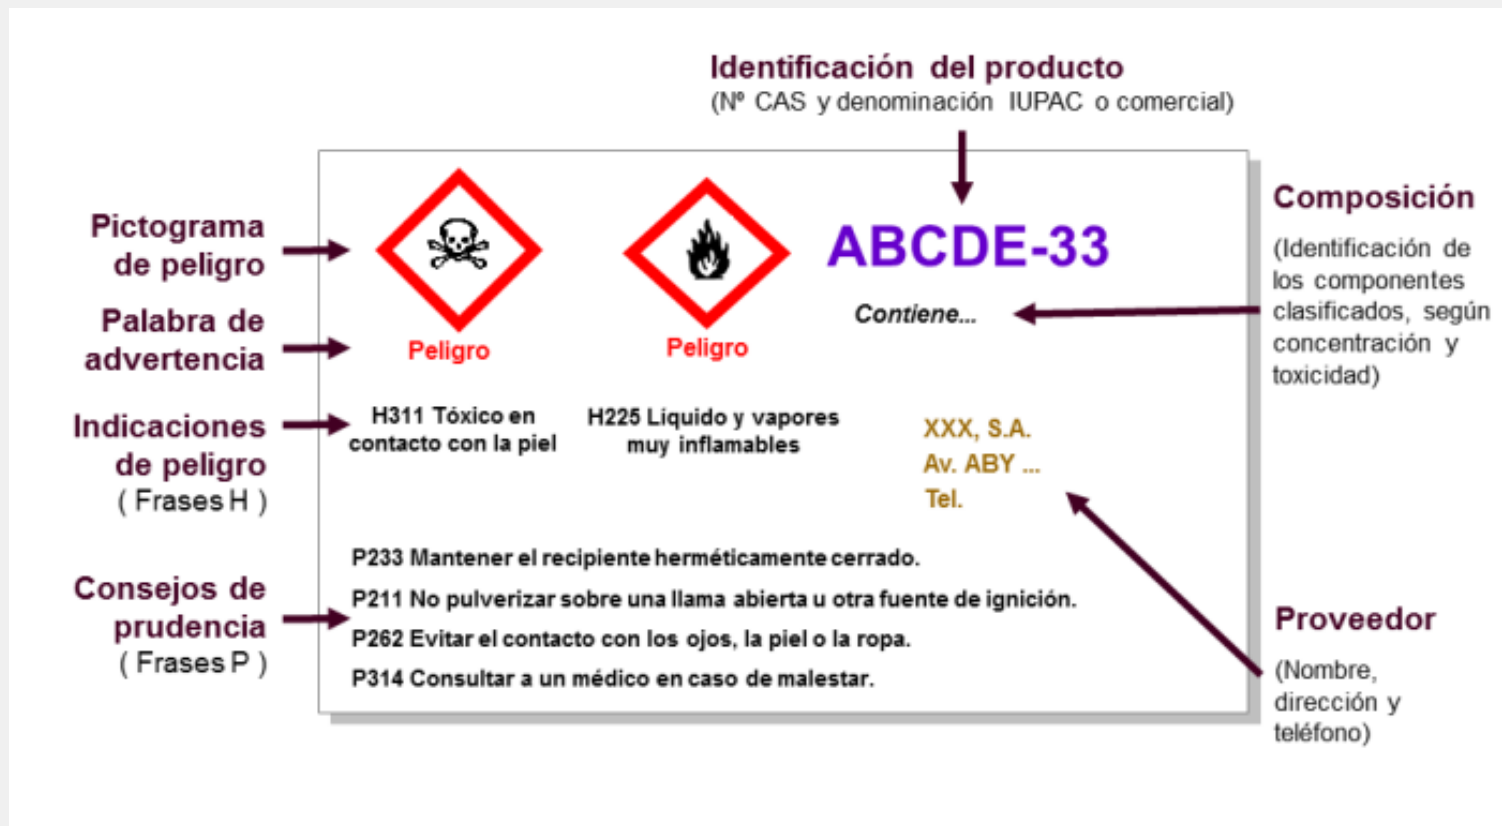 Identificación del producto
(Nº CAS y denominación IUPAC o comercial)
Pictograma
de peligro
Palabra de
advertencia
Indicaciones
de peligro
( Frases H )
Consejos de
prudencia
( Frases P )
Peligro
Peligro
H311 Tóxico en
contacto con la piel
H225 Líquido y vapores
muy inflamables
ABCDE-33
Contiene...
XXX, S.A.
Av. ABY ...
Tel.
P233 Mantener el recipiente herméticamente cerrado.
P211 No pulverizar sobre una llama abierta u otra fuente de ignición.
P262 Evitar el contacto con los ojos, la piel o la ropa.
P314 Consultar a un médico en caso de malestar.
Composición
(Identificación de
los componentes
clasificados, según
concentración y
toxicidad)
Proveedor
(Nombre,
dirección y
teléfono)